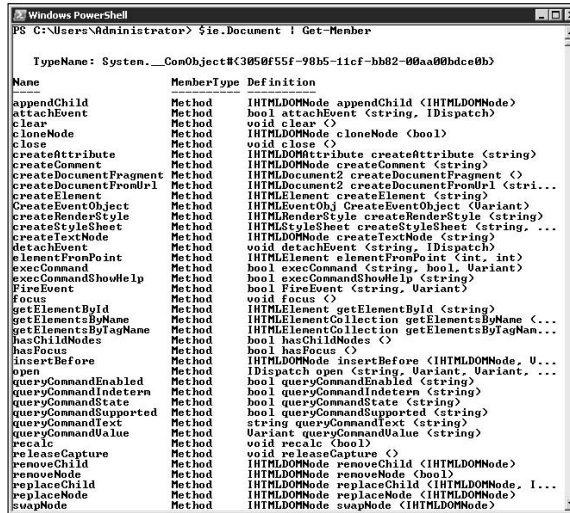 Windows PowerShell
PS C:\Users\Administrator> $ie.Document | Get-Member
TypeName: System.__ComObject#{3050f55f-98b5-11cf-bb82-00aa00bdce0b}
Name MemberType Definition
---- ---------- ----------
appendChild Method IHTMLDOMNode appendChild (IHTMLDOMNode)
attachEvent Method bool attachEvent (string, IDispatch)
clear Method void clear ()
cloneNode Method IHTMLDOMNode cloneNode (bool)
close Method void close ()
createAttribute Method IHTMLDOMAttribute createAttribute (string)
createComment Method IHTMLDOMNode createComment (string)
createDocumentFragment Method IHTMLDocument2 createDocumentFragment ()
createDocumentFromUrl Method IHTMLDocument2 createDocumentFromUrl (stri...
createElement Method IHTMLElement createElement (string)
CreateEventObject Method IHTMLEventObj CreateEventObject (Variant)
createRenderStyle Method IHTMLRenderStyle createRenderStyle (string)
createStyleSheet Method IHTMLStyleSheet createStyleSheet (string, ...
createTextNode Method IHTMLDOMNode createTextNode (string)
detachEvent Method void detachEvent (string, IDispatch)
elementFromPoint Method IHTMLElement elementFromPoint (int, int)
execCommand Method bool execCommand (string, bool, Variant)
execCommandShowHelp Method bool execCommandShowHelp (string)
FireEvent Method bool FireEvent (string, Variant)
focus Method void focus ()
getElementById Method IHTMLElement getElementById (string)
getElementsByName Method IHTMLElementCollection getElementsByName (...
getElementsByTagName Method IHTMLElementCollection getElementsByTagNam...
hasChildNodes Method bool hasChildNodes ()
hasFocus Method bool hasFocus ()
insertBefore Method IHTMLDOMNode insertBefore (IHTMLDOMNode, V...
open Method IDispatch open (string, Variant, Variant, ...
queryCommandEnabled Method bool queryCommandEnabled (string)
queryCommandIndeterm Method bool queryCommandIndeterm (string)
queryCommandState Method bool queryCommandState (string)
queryCommandSupported Method bool queryCommandSupported (string)
queryCommandText Method string queryCommandText (string)
queryCommandValue Method Variant queryCommandValue (string)
recalc Method void recalc (bool)
releaseCapture Method void releaseCapture ()
removeChild Method IHTMLDOMNode removeChild (IHTMLDOMNode)
removeNode Method IHTMLDOMNode removeNode (bool)
replaceChild Method IHTMLDOMNode replaceChild (IHTMLDOMNode, I...
replaceNode Method IHTMLDOMNode replaceNode (IHTMLDOMNode)
swapNode Method IHTMLDOMNode swapNode (IHTMLDOMNode)